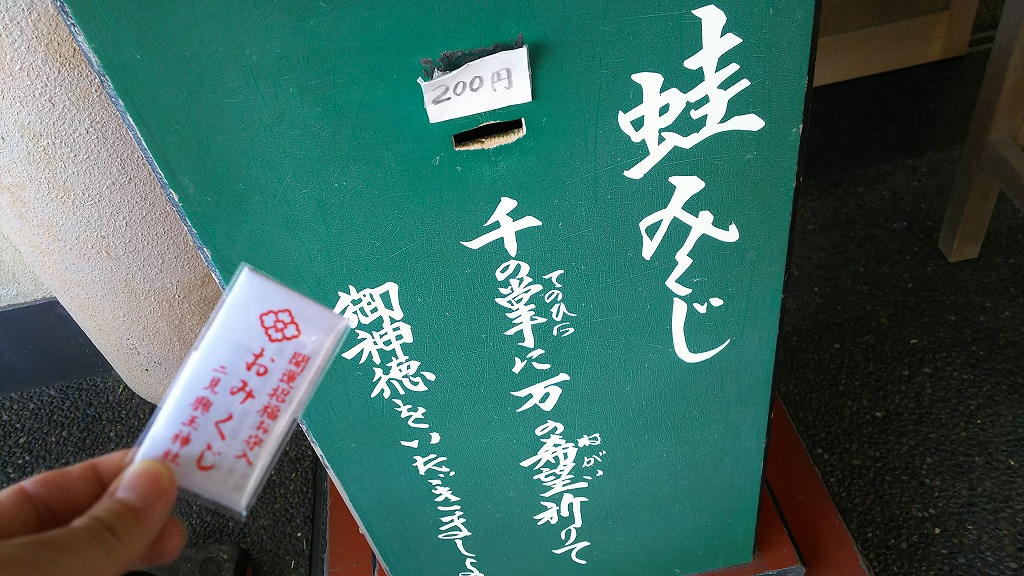 蛙みくじ
200円
千の掌に万の希望祈りて
てのひら
ねがい
御神徳をいただきましょ
開運招福お守入
おみくじ
二見興玉神社